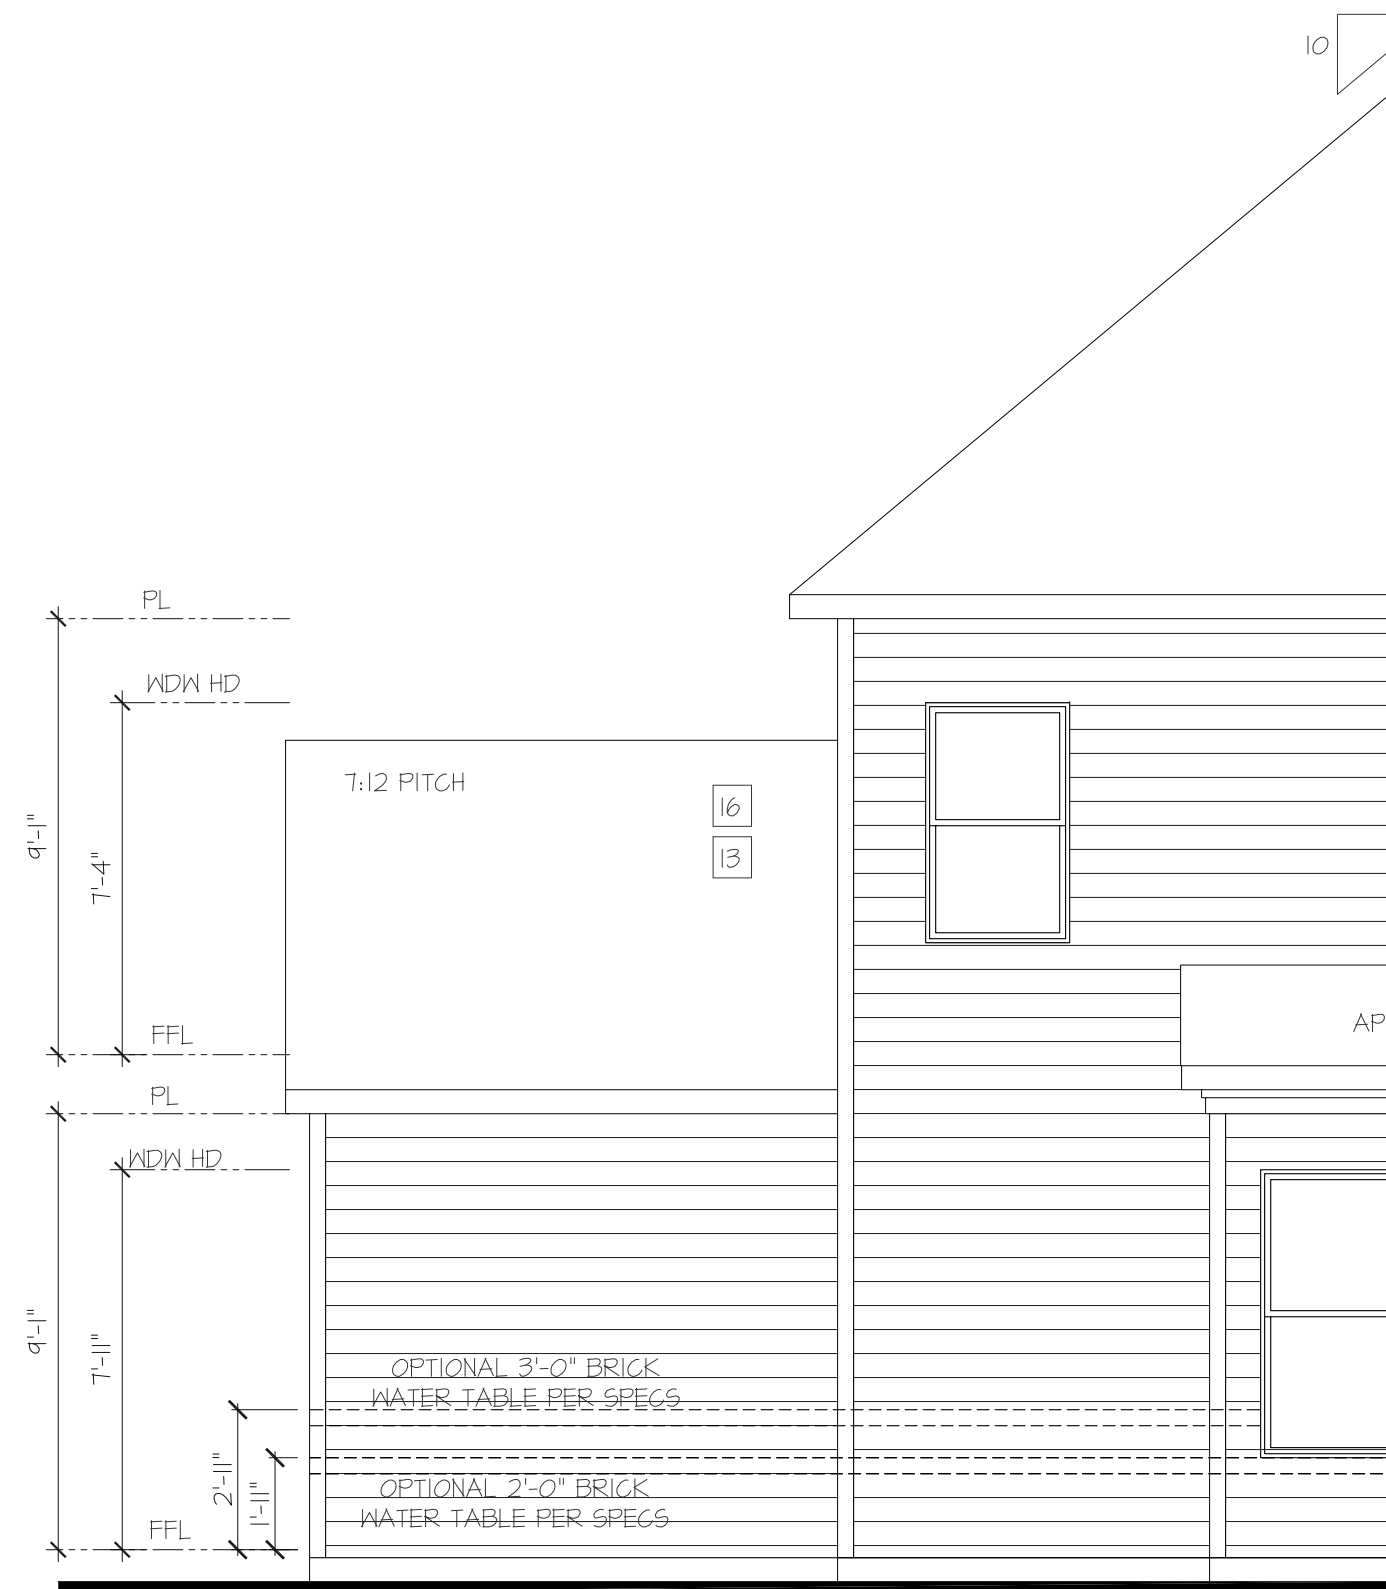 10
PL
WDW HD
7:12 PITCH
16
13
9'-1"
7'-4"
FFL
AP
PL
WDW HD
9'-1"
7'-11"
OPTIONAL 3'-0" BRICK
WATER TABLE PER SPECS
2'-11"
1'-11"
OPTIONAL 2'-0" BRICK
WATER TABLE PER SPECS
FFL